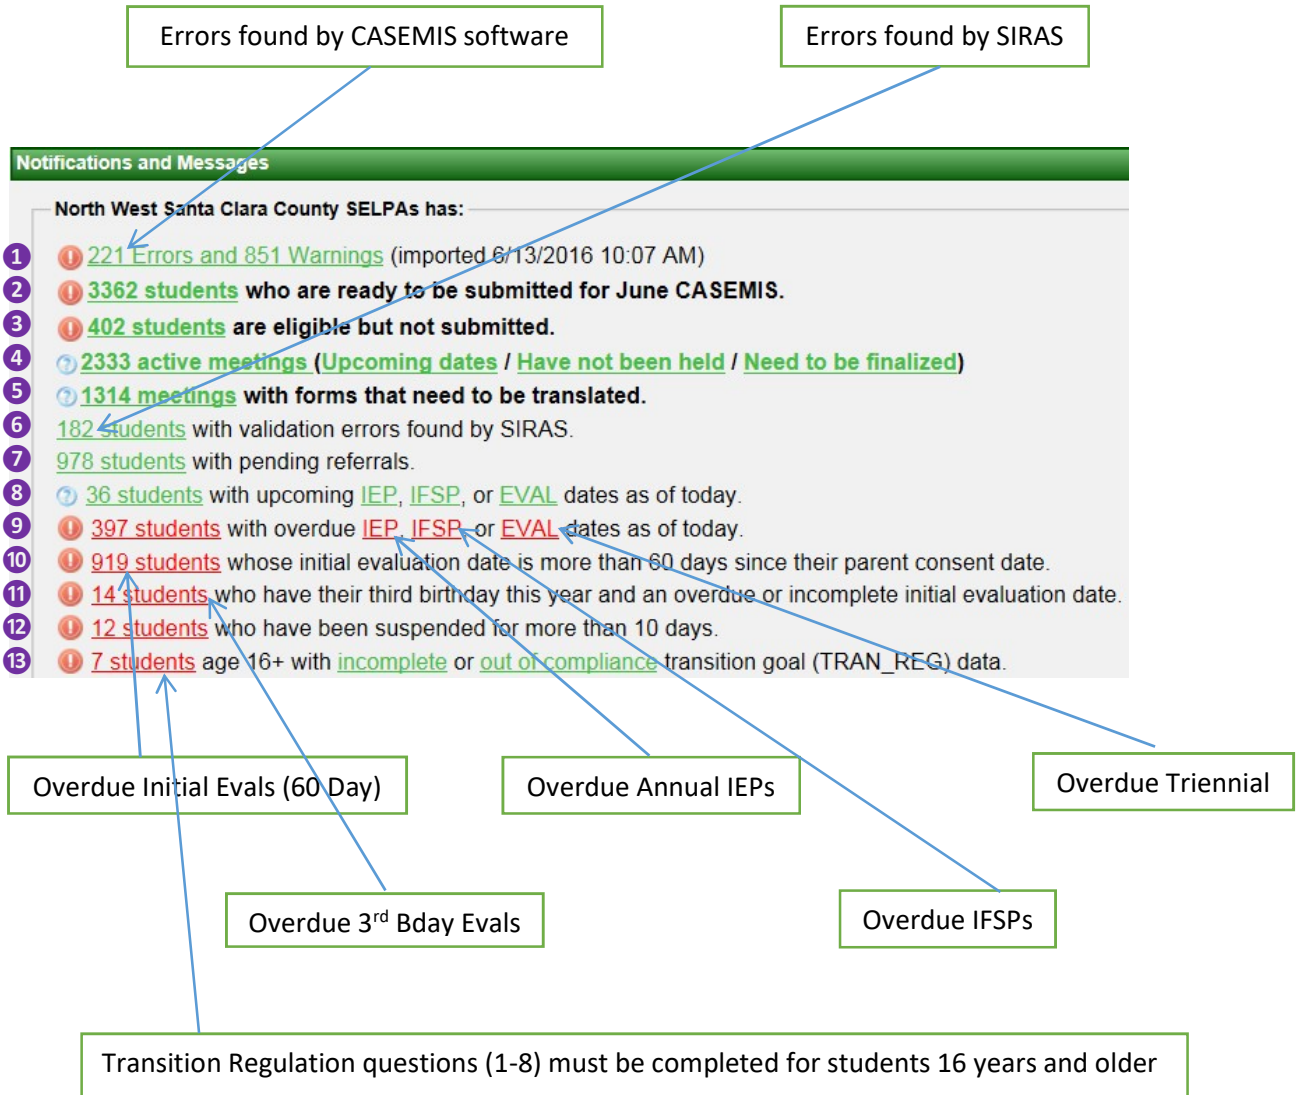 Errors found by CASEMIS software
Errors found by SIRAS
Notifications and Messages
North West Santa Clara County SELPAs has:
1 221 Errors and 851 Warnings (imported 6/13/2016 10:07 AM)
2 3362 students who are ready to be submitted for June CASEMIS.
3 402 students are eligible but not submitted.
4 2333 active meetings (Upcoming dates / Have not been held / Need to be finalized)
5 1314 meetings with forms that need to be translated.
6 182 students with validation errors found by SIRAS.
7 978 students with pending referrals.
8 36 students with upcoming IEP, IFSP, or EVAL dates as of today.
9 397 students with overdue IEP, IFSP, or EVAL dates as of today.
10 919 students whose initial evaluation date is more than 60 days since their parent consent date.
11 14 students who have their third birthday this year and an overdue or incomplete initial evaluation date.
12 12 students who have been suspended for more than 10 days.
13 7 students age 16+ with incomplete or out of compliance transition goal (TRAN_REG) data.
Overdue Initial Evals (60 Day)
Overdue Annual IEPs
Overdue Triennial
Overdue 3rd Bday Evals
Overdue IFSPs
Transition Regulation questions (1-8) must be completed for students 16 years and older